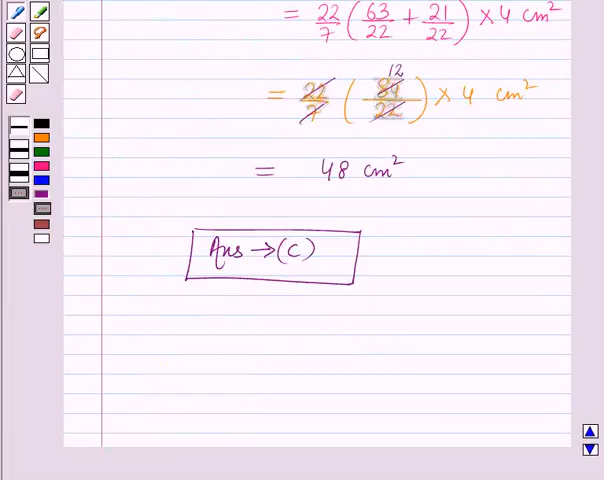 = 22/7 ( 63/22 + 21/22 ) × 4 cm²
12
= 22/7 ( 84/22 ) × 4 cm²
= 48 cm²
Ans → (C)